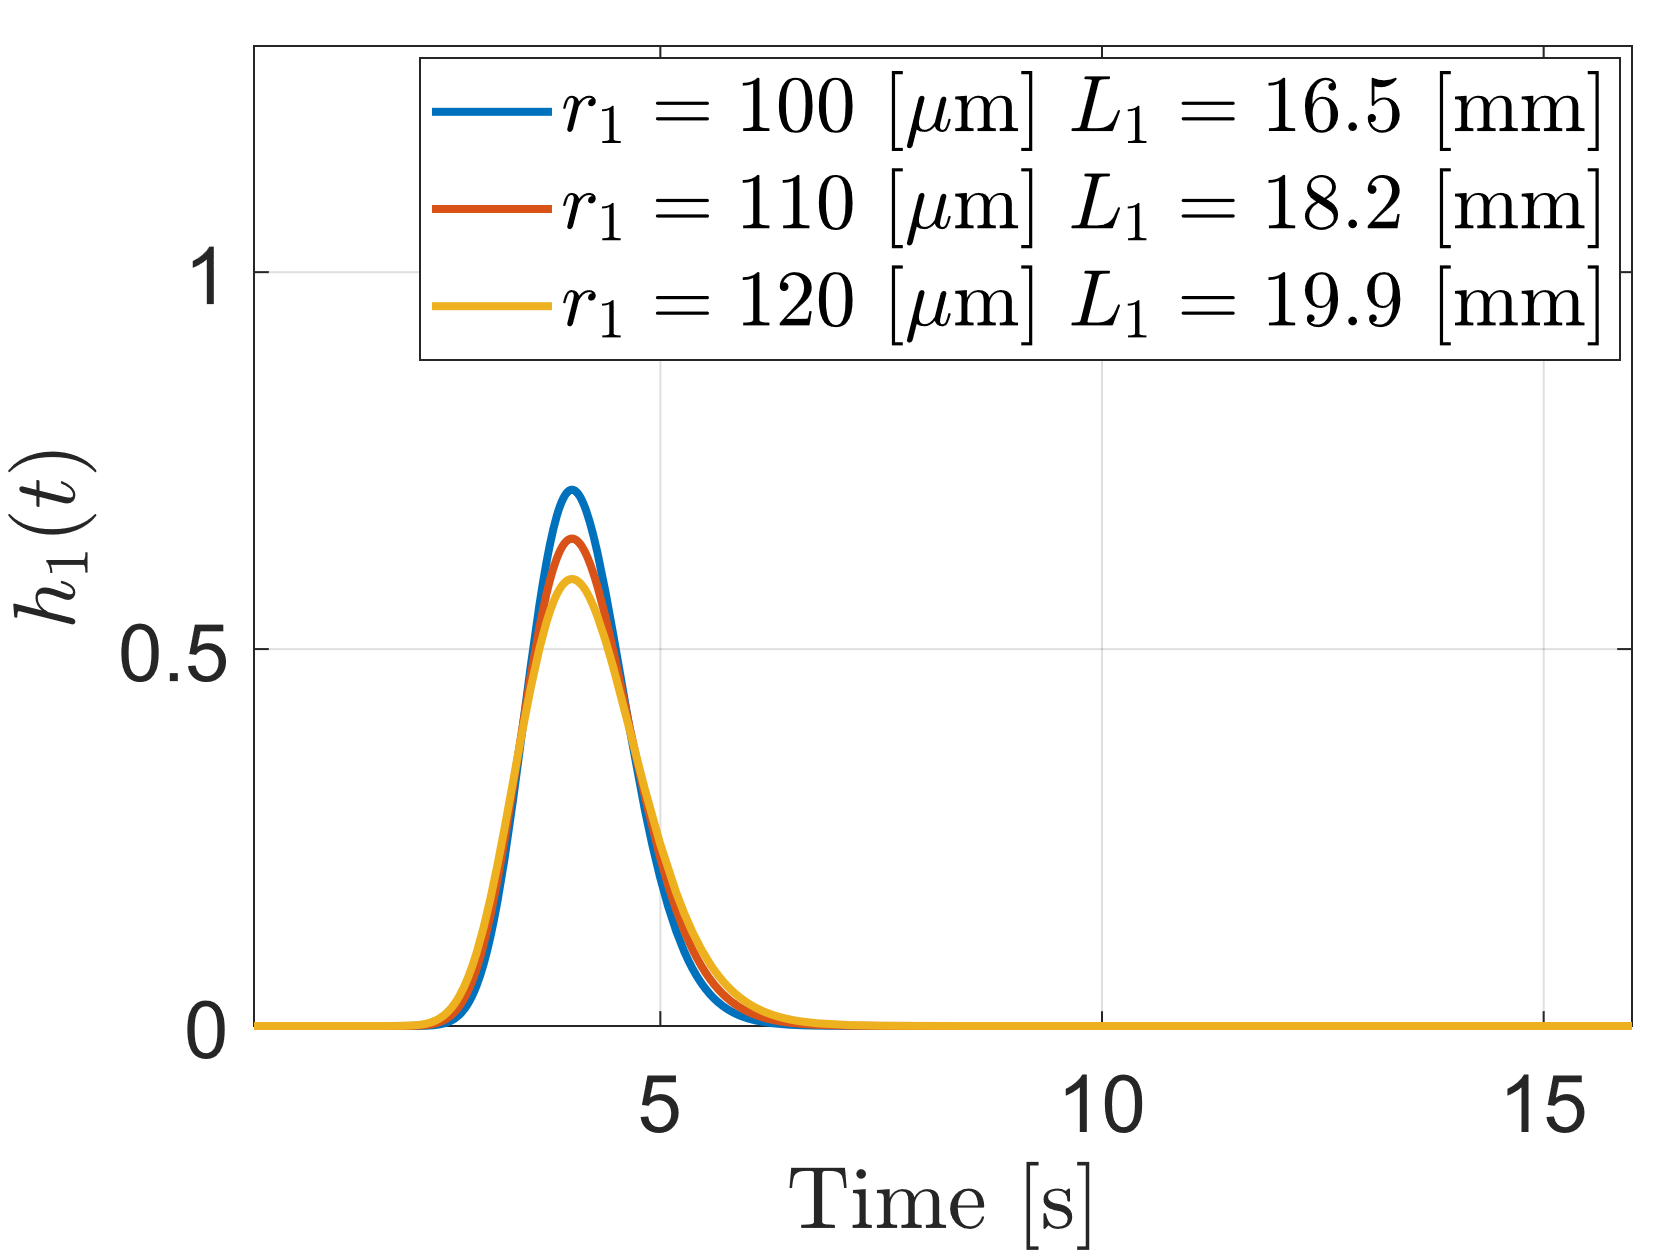 r₁ = 100 [μm] L₁ = 16.5 [mm]
r₁ = 110 [μm] L₁ = 18.2 [mm]
r₁ = 120 [μm] L₁ = 19.9 [mm]
1
0.5
0
h₁(t)
5 10 15
Time [s]